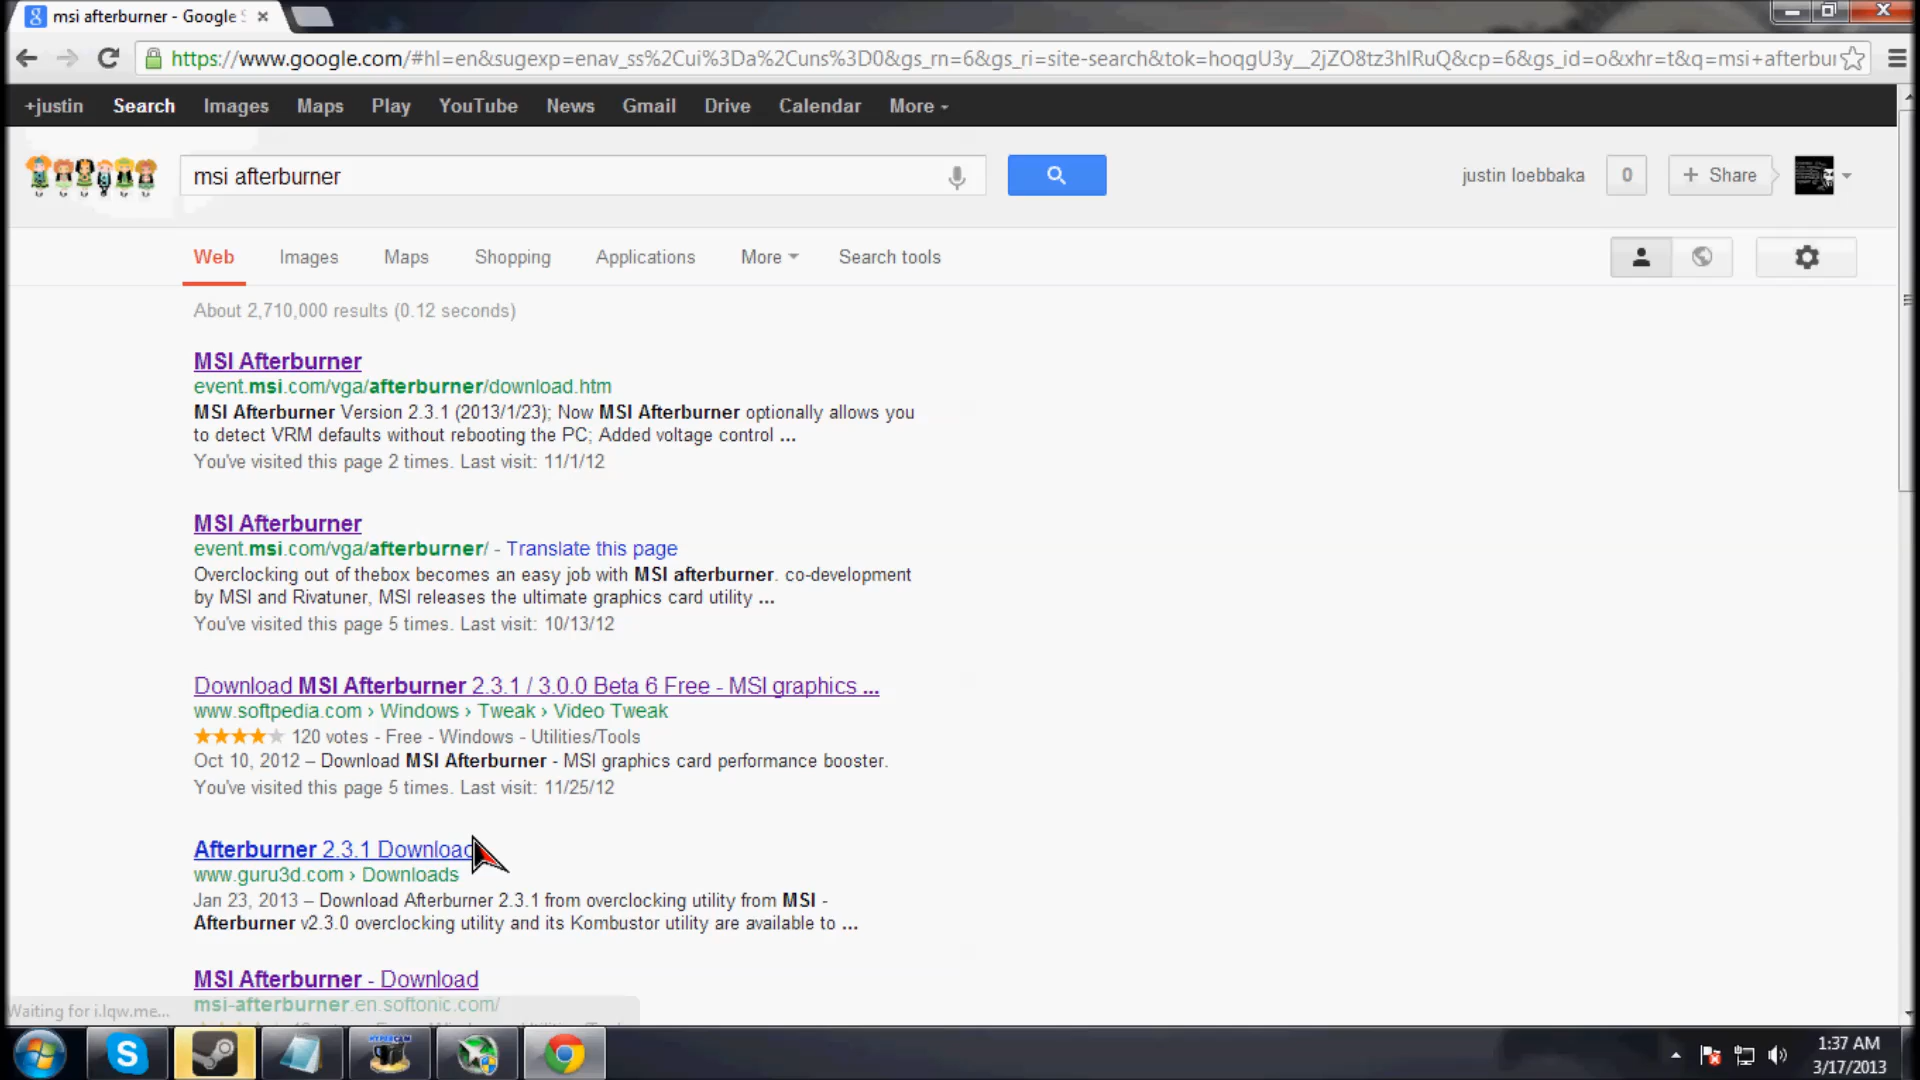 msi afterburner - Google S
https://www.google.com/#hl=en&sugexp=enav_ss%2Cui%3Da%2Cuns%3D0&gs_rn=6&gs_ri=site-search&tok=hoqgU3y__2jZO8tz3hIRuQ&cp=6&gs_id=o&xhr=t&q=msi+afterbur
+justin Search Images Maps Play YouTube News Gmail Drive Calendar More
msi afterburner
justin loebbaka 0 + Share
Web Images Maps Shopping Applications More Search tools
About 2,710,000 results (0.12 seconds)
MSI Afterburner
event.msi.com/vga/afterburner/download.htm
MSI Afterburner Version 2.3.1 (2013/1/23); Now MSI Afterburner optionally allows you
to detect VRM defaults without rebooting the PC; Added voltage control ...
You've visited this page 2 times. Last visit: 11/1/12
MSI Afterburner
event.msi.com/vga/afterburner/ - Translate this page
Overclocking out of thebox becomes an easy job with MSI afterburner. co-development
by MSI and Rivatuner, MSI releases the ultimate graphics card utility ...
You've visited this page 5 times. Last visit: 10/13/12
Download MSI Afterburner 2.3.1 / 3.0.0 Beta 6 Free - MSI graphics ...
www.softpedia.com › Windows › Tweak › Video Tweak
120 votes - Free - Windows - Utilities/Tools
Oct 10, 2012 – Download MSI Afterburner - MSI graphics card performance booster.
You've visited this page 5 times. Last visit: 11/25/12
Afterburner 2.3.1 Download
www.guru3d.com › Downloads
Jan 23, 2013 – Download Afterburner 2.3.1 from overclocking utility from MSI -
Afterburner v2.3.0 overclocking utility and its Kombustor utility are available to ...
MSI Afterburner - Download
msi-afterburner.en.softonic.com/
Waiting for i.lqw.me...
HYPERCAM
1:37 AM
3/17/2013